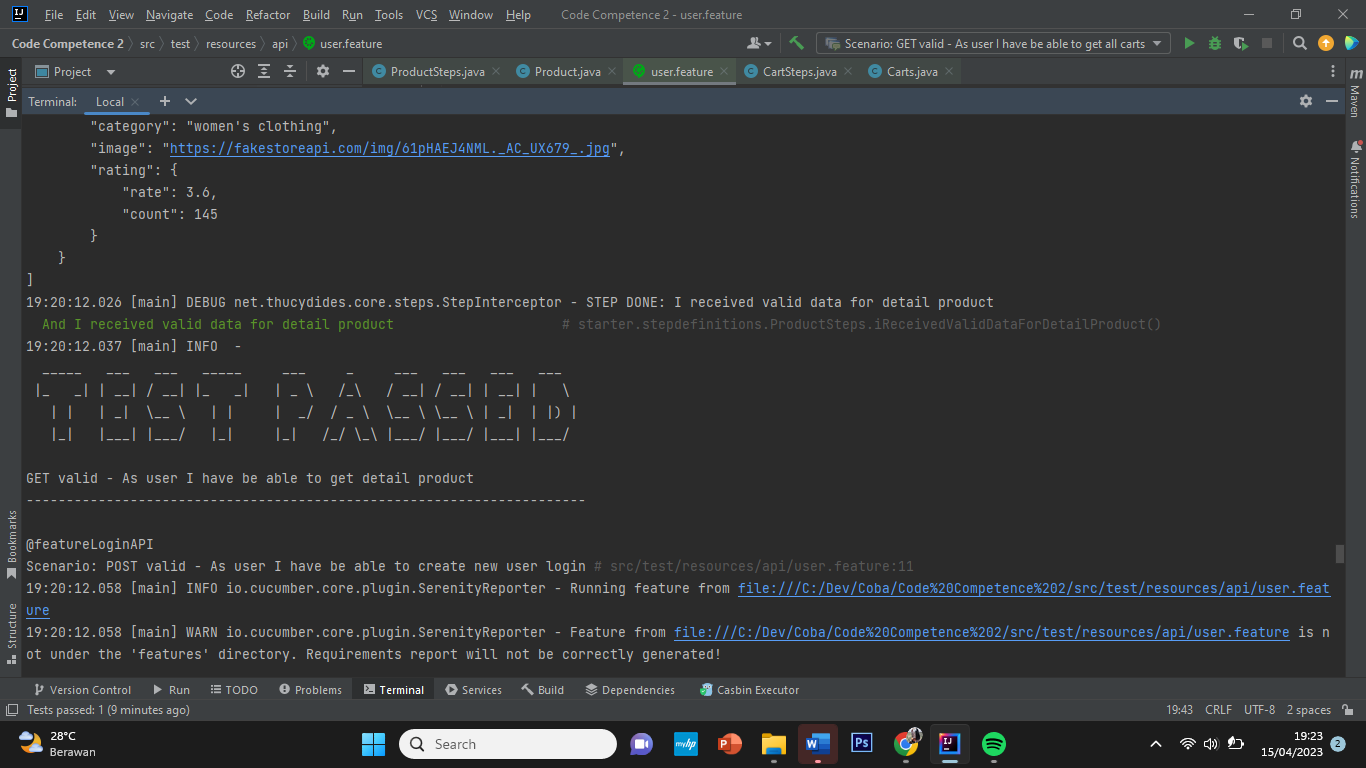 File Edit View Navigate Code Refactor Build Run Tools VCS Window Help Code Competence 2 - user.feature
Code Competence 2 src test resources api user.feature Scenario: GET valid - As user I have be able to get all carts
Project Project ProductSteps.java Product.java user.feature CartSteps.java Carts.java Maven
Terminal: Local
"category": "women's clothing",
"image": "https://fakestoreapi.com/img/61pHAEJ4NML._AC_UX679_.jpg",
"rating": {
"rate": 3.6,
"count": 145
}
}
]
Notifications
19:20:12.026 [main] DEBUG net.thucydides.core.steps.StepInterceptor - STEP DONE: I received valid data for detail product
And I received valid data for detail product # starter.stepdefinitions.ProductSteps.iReceivedValidDataForDetailProduct()
19:20:12.037 [main] INFO -
TEST PASSED
GET valid - As user I have be able to get detail product
----------------------------------------------------------------------
@featureLoginAPI
Scenario: POST valid - As user I have be able to create new user login # src/test/resources/api/user.feature:11
19:20:12.058 [main] INFO io.cucumber.core.plugin.SerenityReporter - Running feature from file:///C:/Dev/Coba/Code%20Competence%202/src/test/resources/api/user.feat
ure
19:20:12.058 [main] WARN io.cucumber.core.plugin.SerenityReporter - Feature from file:///C:/Dev/Coba/Code%20Competence%202/src/test/resources/api/user.feature is n
ot under the 'features' directory. Requirements report will not be correctly generated!
Bookmarks
Structure
Version Control Run TODO Problems Terminal Services Build Dependencies Casbin Executor
Tests passed: 1 (9 minutes ago) 19:43 CRLF UTF-8 2 spaces
28°C
Berawan
Search
19:23
15/04/2023 2